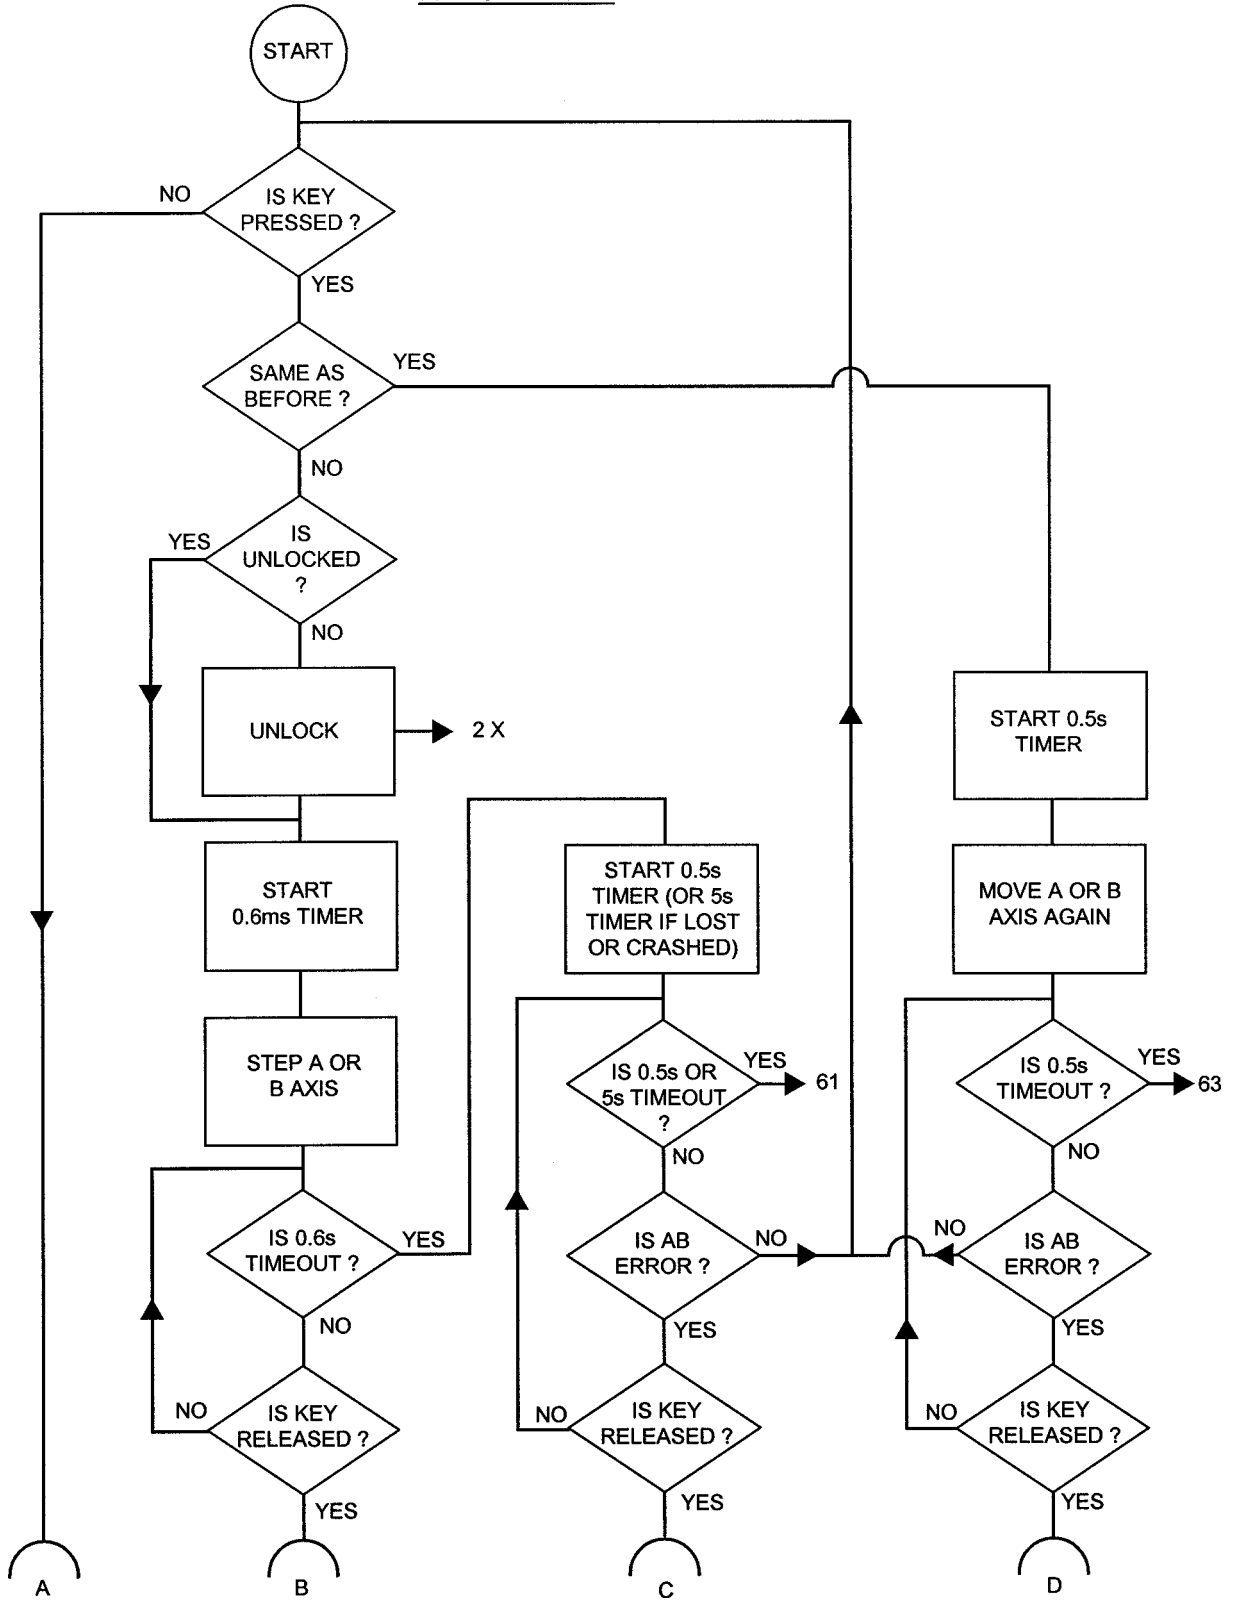 START
NO
IS KEY
PRESSED ?
YES
SAME AS
BEFORE ?
YES
NO
YES
IS
UNLOCKED
?
NO
UNLOCK
2 X
START 0.5s
TIMER
START
0.6ms TIMER
START 0.5s
TIMER (OR 5s
TIMER IF LOST
OR CRASHED)
MOVE A OR B
AXIS AGAIN
STEP A OR
B AXIS
IS 0.5s OR
5s TIMEOUT
?
YES
61
NO
IS 0.5s
TIMEOUT ?
YES
63
NO
IS 0.6s
TIMEOUT ?
YES
NO
IS AB
ERROR ?
NO
YES
NO
IS AB
ERROR ?
YES
NO
IS KEY
RELEASED ?
YES
NO
IS KEY
RELEASED ?
YES
NO
IS KEY
RELEASED ?
YES
A
B
C
D